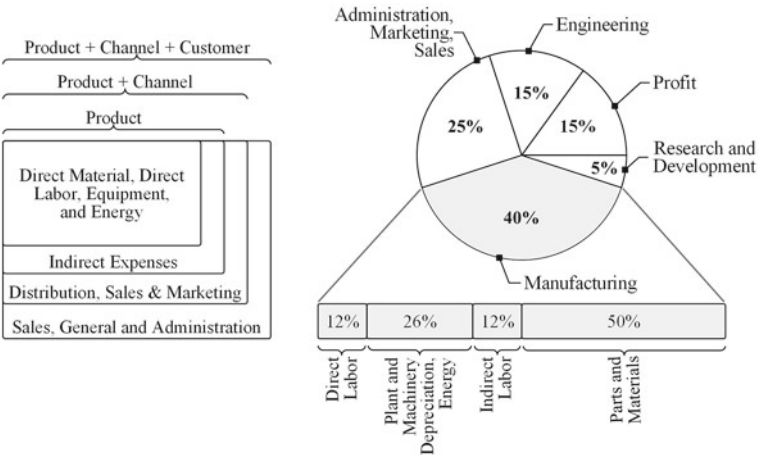 Product + Channel + Customer
Product + Channel
Product
Direct Material, Direct
Labor, Equipment,
and Energy
Indirect Expenses
Distribution, Sales & Marketing
Sales, General and Administration
Administration,
Marketing,
Sales
Engineering
Profit
Research and
Development
Manufacturing
25%
15%
15%
5%
40%
12%
26%
12%
50%
Direct
Labor
Plant and
Machinery
Depreciation,
Energy
Indirect
Labor
Parts and
Materials